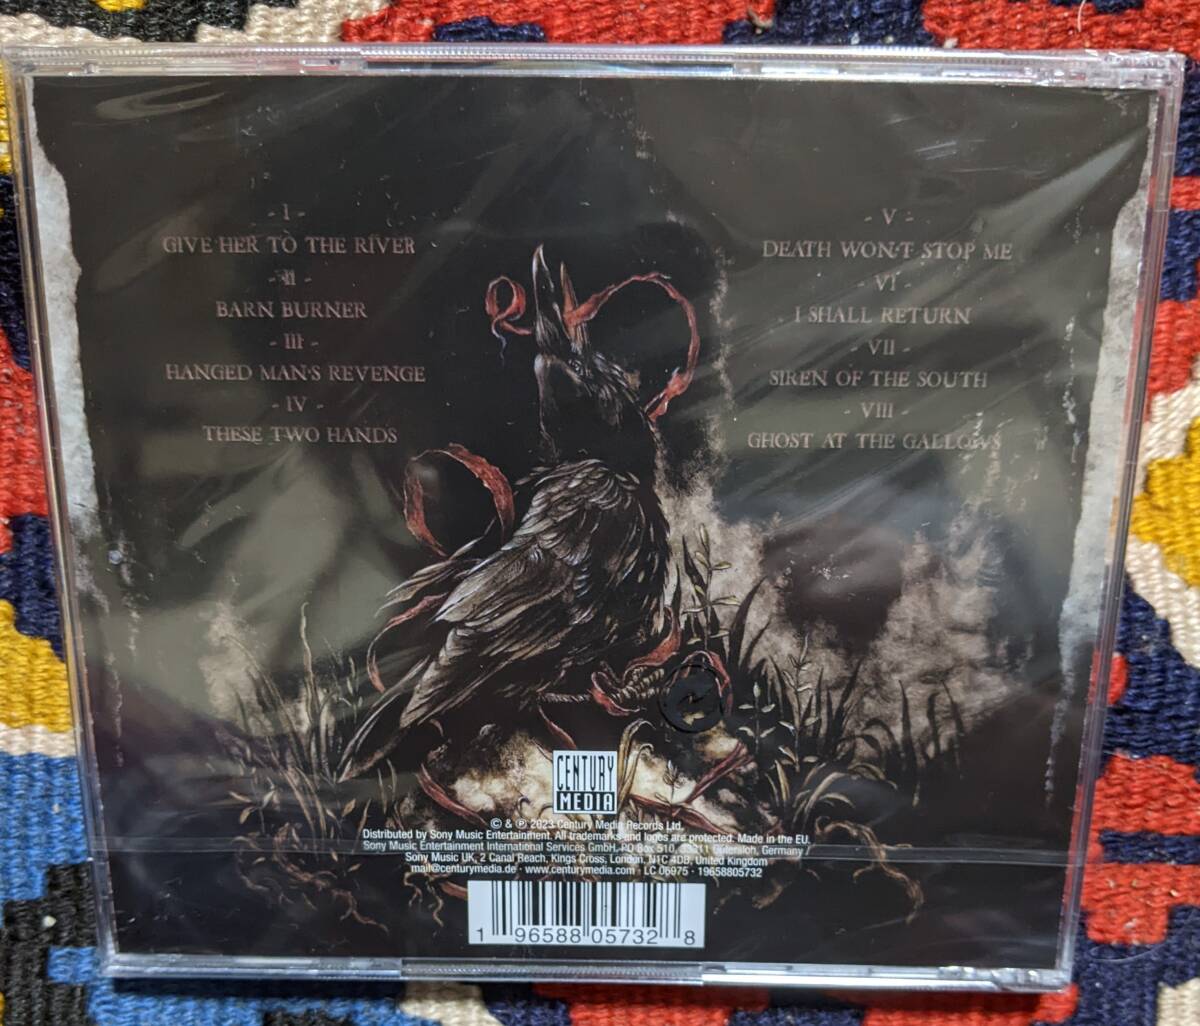 - I -
GIVE HER TO THE RIVER
- II -
BARN BURNER
- III -
HANGED MAN'S REVENGE
- IV -
THESE TWO HANDS
- V -
DEATH WON'T STOP ME
- VI -
I SHALL RETURN
- VII -
SIREN OF THE SOUTH
- VIII -
GHOST AT THE GALLOWS
CENTURY
MEDIA
© & ℗ 2023 Century Media Records Ltd.
Distributed by Sony Music Entertainment. All trademarks and logos are protected. Made in the EU.
Sony Music Entertainment International Services GmbH, PO Box 510, 33311 Gütersloh, Germany /
Sony Music UK, 2 Canal Reach, Kings Cross, London, N1C 4DB, United Kingdom
mail@centurymedia.de · www.centurymedia.com · LC 06975 · 19658805732
1 96588 05732 8